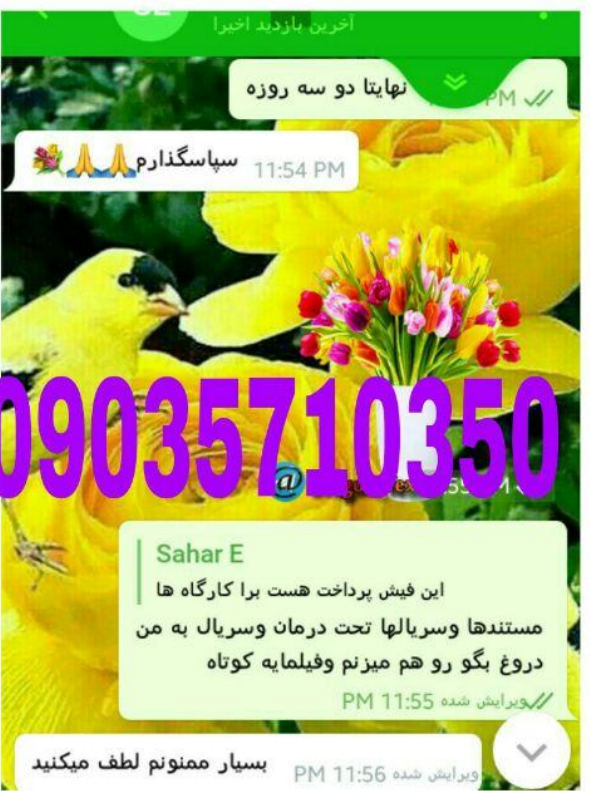 آخرین بازدید اخیرا
نهایتا دو سه روزه
PM
سپاسگذارم🙏🙏💐
11:54 PM
09035710350
@
Sahar E
این فیش پرداخت هست برا کارگاه ها
مستندها وسریالها تحت درمان وسریال به من
دروغ بگو رو هم میزنم وفیلمایه کوتاه
ویرایش شده 11:55 PM
بسیار ممنونم لطف میکنید
ویرایش شده 11:56 PM